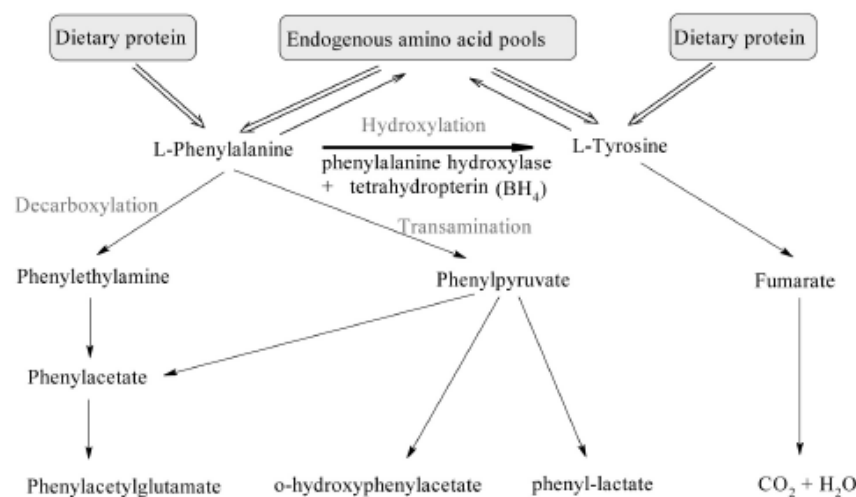 Dietary protein
Endogenous amino acid pools
Dietary protein
Hydroxylation
L-Phenylalanine
L-Tyrosine
phenylalanine hydroxylase
+ tetrahydropterin (BH₄)
Decarboxylation
Transamination
Phenylethylamine
Phenylpyruvate
Fumarate
Phenylacetate
Phenylacetylglutamate
o-hydroxyphenylacetate
phenyl-lactate
CO₂ + H₂O